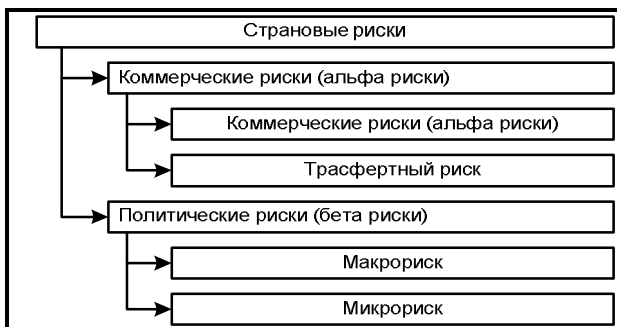 Страновые риски
Коммерческие риски (альфа риски)
Коммерческие риски (альфа риски)
Трасфертный риск
Политические риски (бета риски)
Макрориск
Микрориск